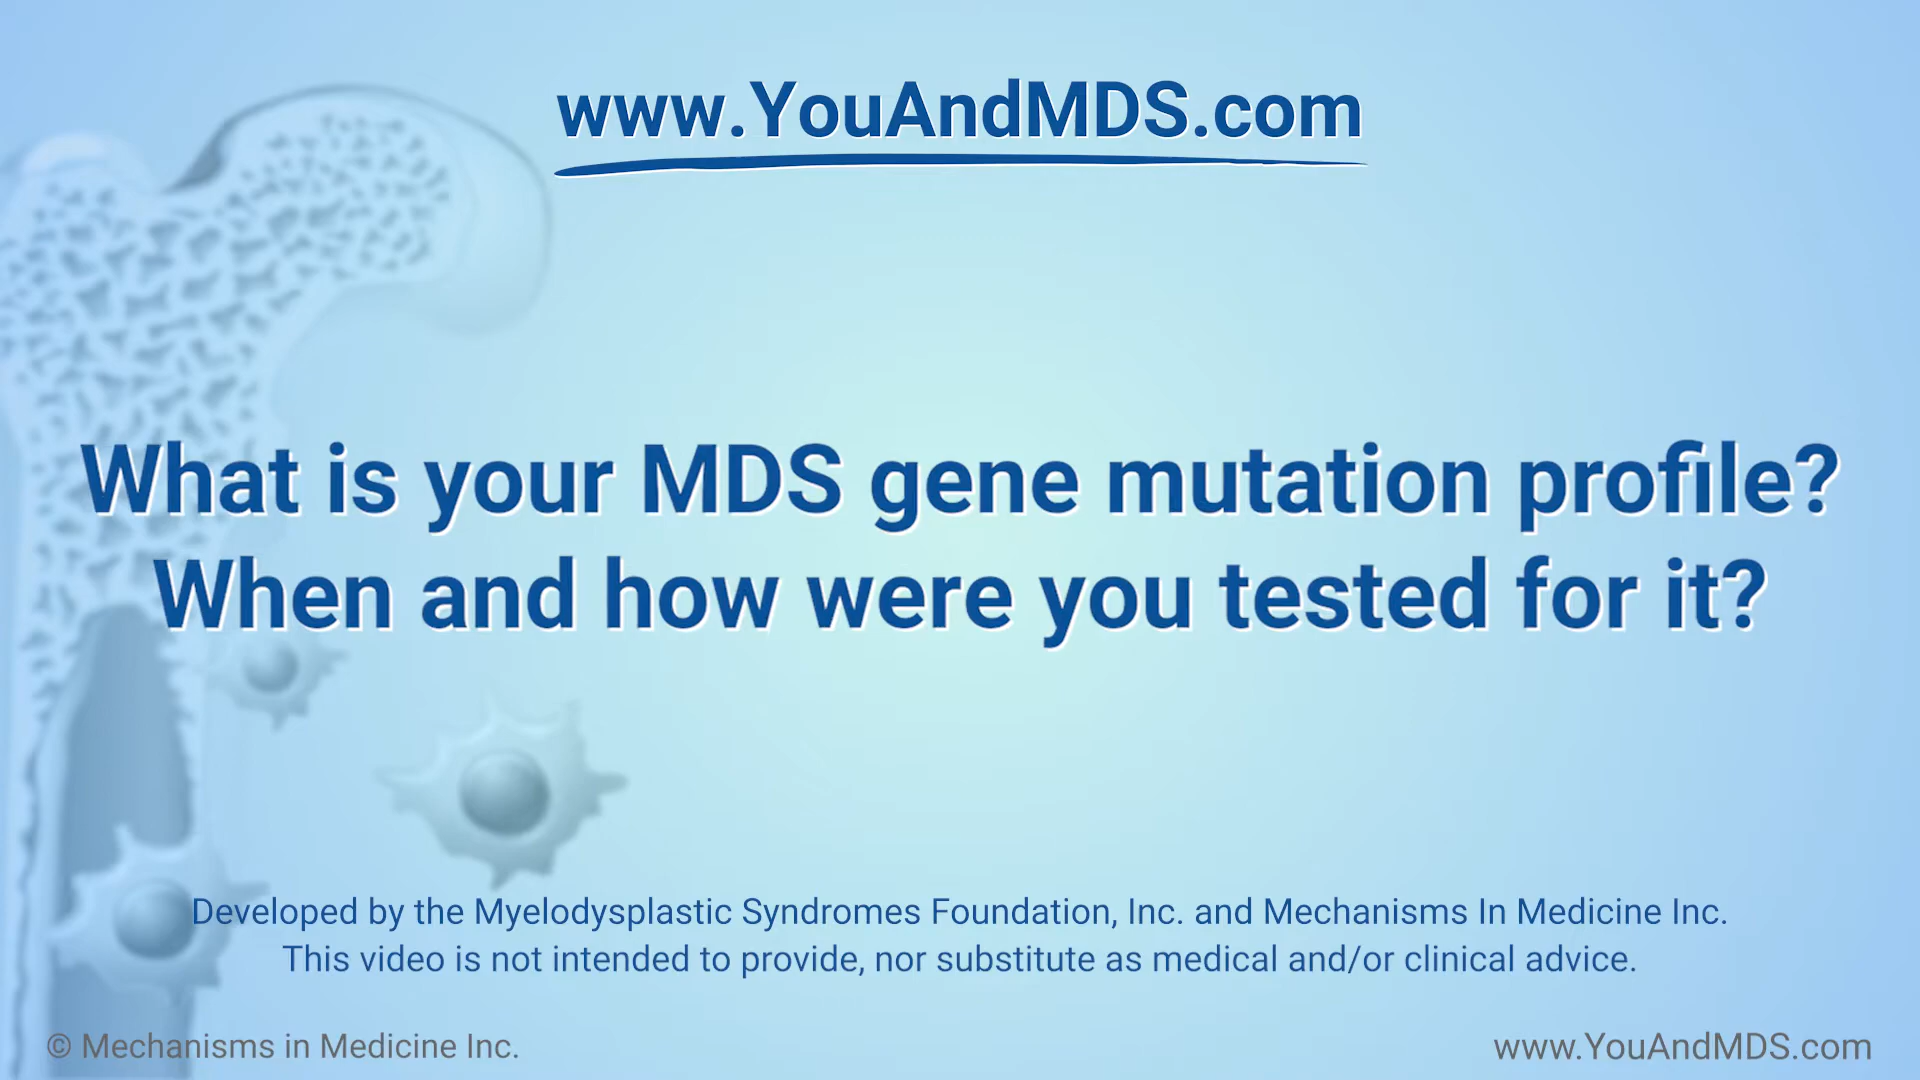 www.YouAndMDS.com
What is your MDS gene mutation profile?
When and how were you tested for it?
Developed by the Myelodysplastic Syndromes Foundation, Inc. and Mechanisms In Medicine Inc.
This video is not intended to provide, nor substitute as medical and/or clinical advice.
© Mechanisms in Medicine Inc.
www.YouAndMDS.com